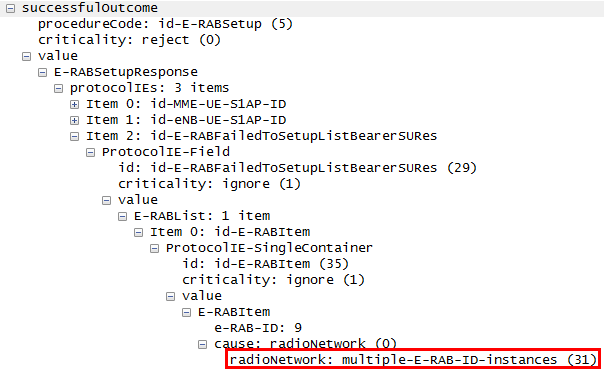 successfulOutcome
procedureCode: id-E-RABSetup (5)
criticality: reject (0)
value
E-RABSetupResponse
protocolIEs: 3 items
Item 0: id-MME-UE-S1AP-ID
Item 1: id-eNB-UE-S1AP-ID
Item 2: id-E-RABFailedToSetupListBearerSURes
ProtocolIE-Field
id: id-E-RABFailedToSetupListBearerSURes (29)
criticality: ignore (1)
value
E-RABList: 1 item
Item 0: id-E-RABItem
ProtocolIE-SingleContainer
id: id-E-RABItem (35)
criticality: ignore (1)
value
E-RABItem
e-RAB-ID: 9
cause: radioNetwork (0)
radioNetwork: multiple-E-RAB-ID-instances (31)